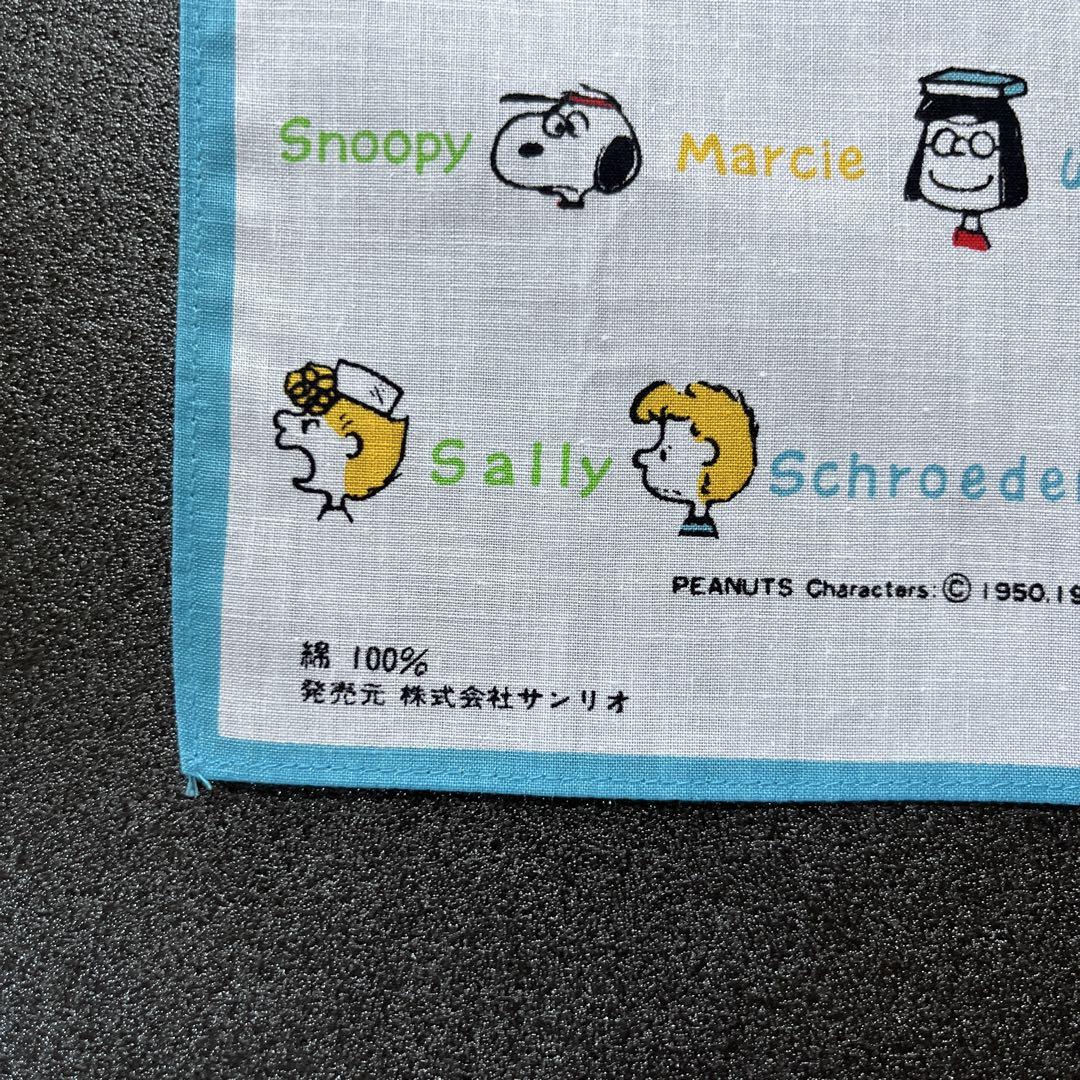 Snoopy Marcie
Sally Schroeder
PEANUTS Characters: © 1950, 19
綿 100%
発売元 株式会社サンリオ